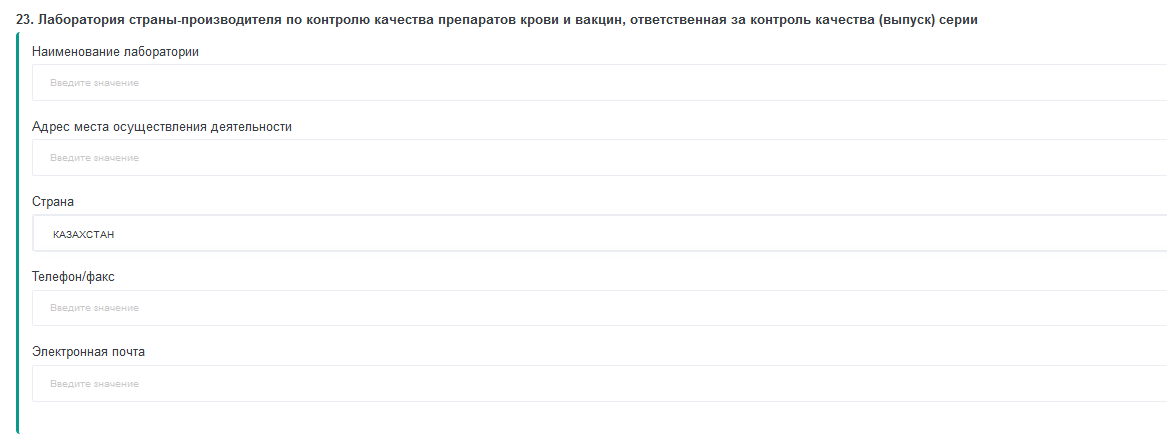 23. Лаборатория страны-производителя по контролю качества препаратов крови и вакцин, ответственная за контроль качества (выпуск) серии
Наименование лаборатории
Введите значение
Адрес места осуществления деятельности
Введите значение
Страна
КАЗАХСТАН
Телефон/факс
Введите значение
Электронная почта
Введите значение